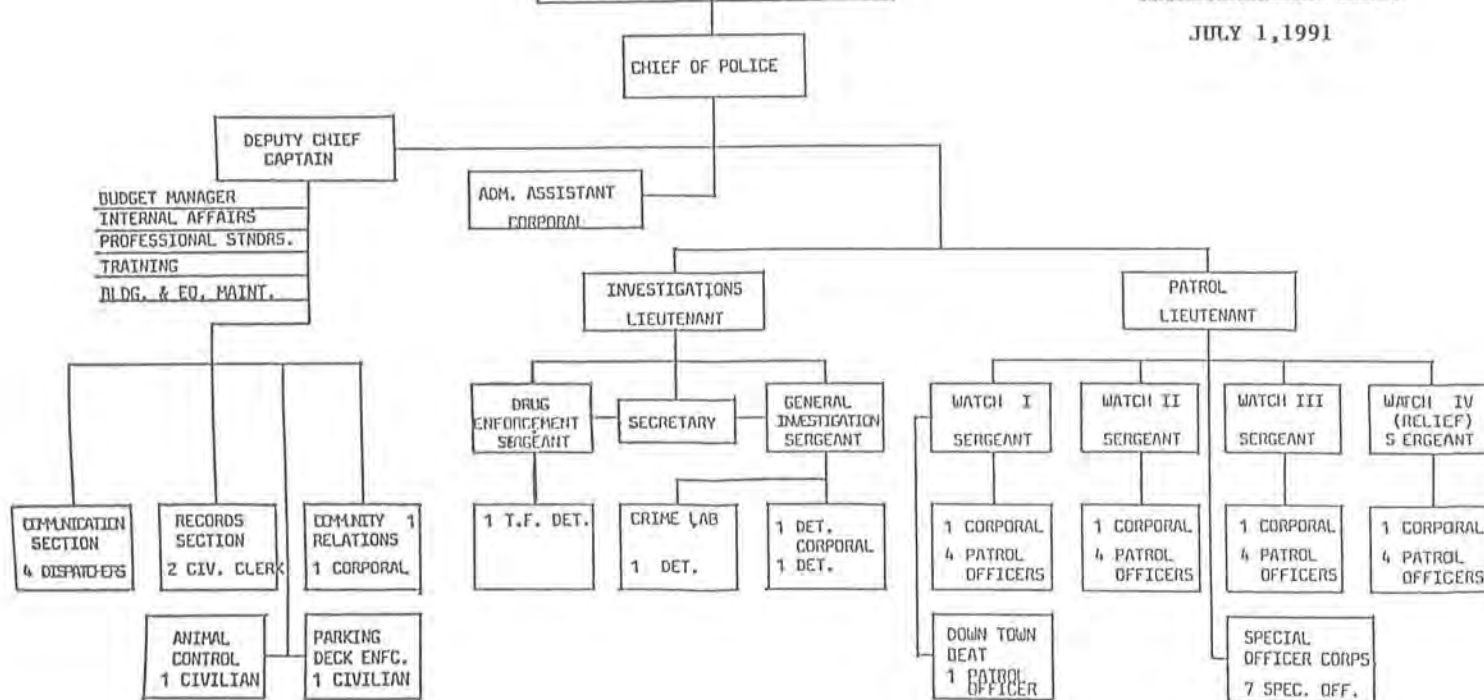 JULY 1,1991
CHIEF OF POLICE
DEPUTY CHIEF
CAPTAIN
BUDGET MANAGER
INTERNAL AFFAIRS
PROFESSIONAL STNDRS.
TRAINING
BLDG. & EQ. MAINT.
ADM. ASSISTANT
CORPORAL
INVESTIGATIONS
LIEUTENANT
PATROL
LIEUTENANT
DRUG
ENFORCEMENT
SERGEANT
SECRETARY
GENERAL
INVESTIGATION
SERGEANT
WATCH I
SERGEANT
WATCH II
SERGEANT
WATCH III
SERGEANT
WATCH IV
(RELIEF)
S ERGEANT
COMMUNICATION
SECTION
4 DISPATCHERS
RECORDS
SECTION
2 CIV. CLERK
COMMUNITY 1
RELATIONS
1 CORPORAL
1 T.F. DET.
CRIME LAB
1 DET.
1 DET.
CORPORAL
1 DET.
1 CORPORAL
4 PATROL
OFFICERS
1 CORPORAL
4 PATROL
OFFICERS
1 CORPORAL
4 PATROL
OFFICERS
1 CORPORAL
4 PATROL
OFFICERS
ANIMAL
CONTROL
1 CIVILIAN
PARKING
DECK ENFC.
1 CIVILIAN
DOWN TOWN
BEAT
1 PATROL
OFFICER
SPECIAL
OFFICER CORPS
7 SPEC. OFF.